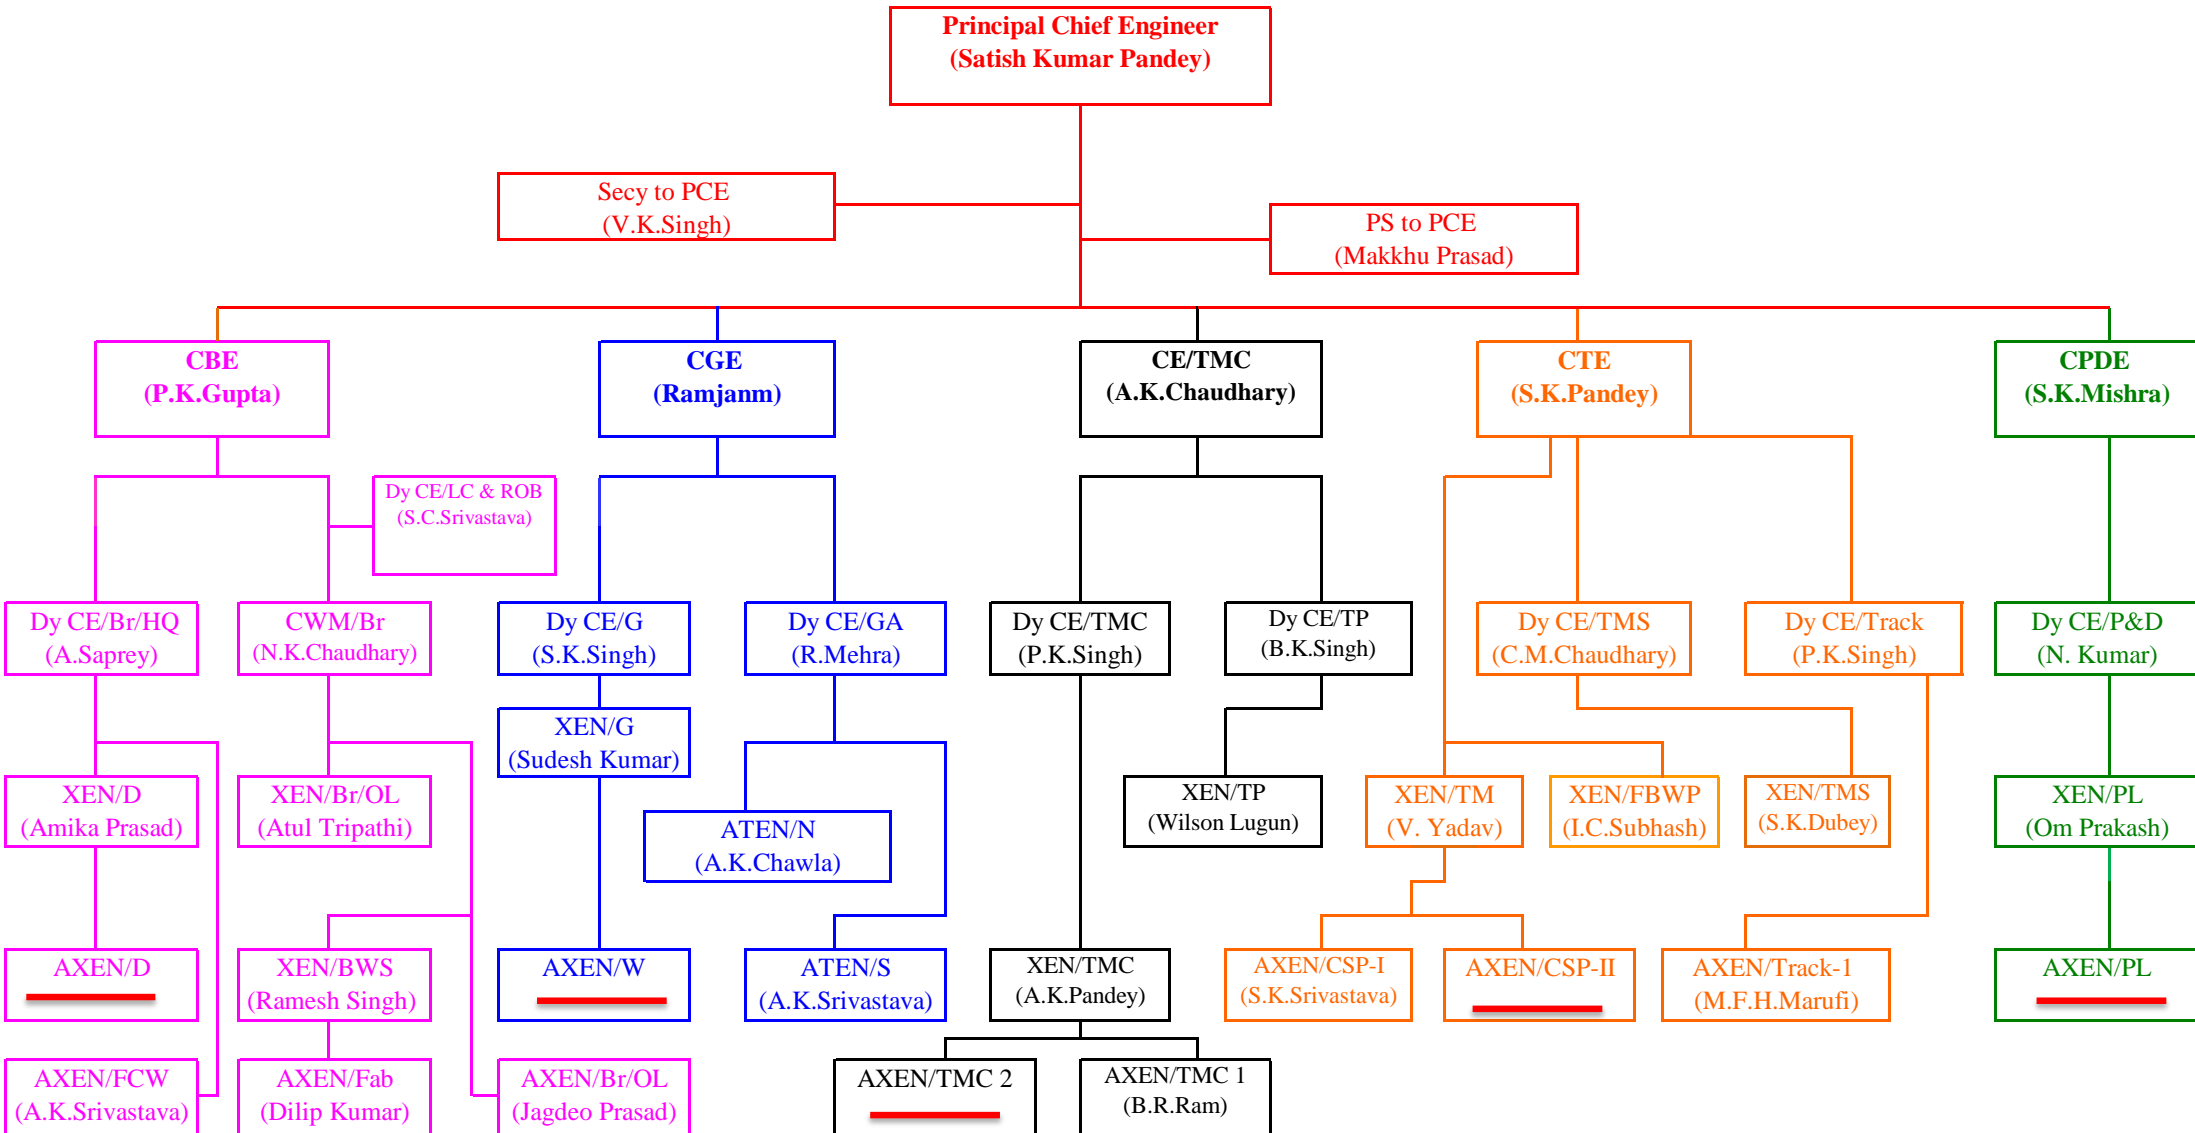 Principal Chief Engineer
(Satish Kumar Pandey)
Secy to PCE
(V.K.Singh)
PS to PCE
(Makkhu Prasad)
CBE
(P.K.Gupta)
CGE
(Ramjanm)
CE/TMC
(A.K.Chaudhary)
CTE
(S.K.Pandey)
CPDE
(S.K.Mishra)
Dy CE/LC & ROB
(S.C.Srivastava)
Dy CE/Br/HQ
(A.Saprey)
CWM/Br
(N.K.Chaudhary)
Dy CE/G
(S.K.Singh)
Dy CE/GA
(R.Mehra)
Dy CE/TMC
(P.K.Singh)
Dy CE/TP
(B.K.Singh)
Dy CE/TMS
(C.M.Chaudhary)
Dy CE/Track
(P.K.Singh)
Dy CE/P&D
(N. Kumar)
XEN/G
(Sudesh Kumar)
XEN/D
(Amika Prasad)
XEN/Br/OL
(Atul Tripathi)
ATEN/N
(A.K.Chawla)
XEN/TP
(Wilson Lugun)
XEN/TM
(V. Yadav)
XEN/FBWP
(I.C.Subhash)
XEN/TMS
(S.K.Dubey)
XEN/PL
(Om Prakash)
AXEN/D
XEN/BWS
(Ramesh Singh)
AXEN/W
ATEN/S
(A.K.Srivastava)
XEN/TMC
(A.K.Pandey)
AXEN/CSP-I
(S.K.Srivastava)
AXEN/CSP-II
AXEN/Track-1
(M.F.H.Marufi)
AXEN/PL
AXEN/FCW
(A.K.Srivastava)
AXEN/Fab
(Dilip Kumar)
AXEN/Br/OL
(Jagdeo Prasad)
AXEN/TMC 2
AXEN/TMC 1
(B.R.Ram)